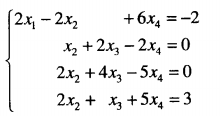 2x₁ − 2x₂ + 6x₄ = −2
x₂ + 2x₃ − 2x₄ = 0
2x₂ + 4x₃ − 5x₄ = 0
2x₂ + x₃ + 5x₄ = 3